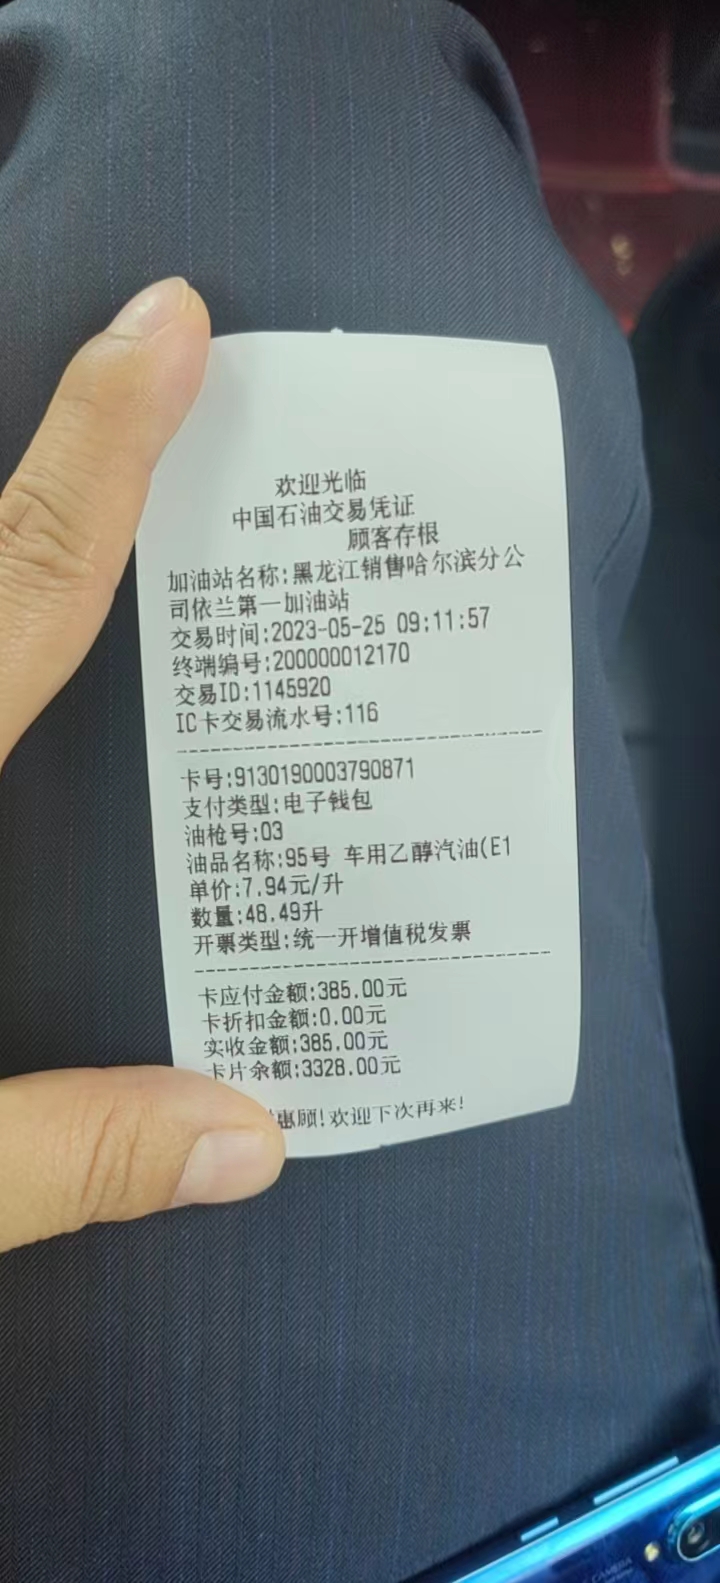 欢迎光临
中国石油交易凭证
顾客存根
加油站名称:黑龙江销售哈尔滨分公
司依兰第一加油站
交易时间:2023-05-25 09:11:57
终端编号:200000012170
交易ID:1145920
IC卡交易流水号:116
卡号:9130190003790871
支付类型:电子钱包
油枪号:03
油品名称:95号 车用乙醇汽油(E1
单价:7.94元/升
数量:48.49升
开票类型:统一开增值税发票
卡应付金额:385.00元
卡折扣金额:0.00元
实收金额:385.00元
卡片余额:3328.00元
惠顾!欢迎下次再来!